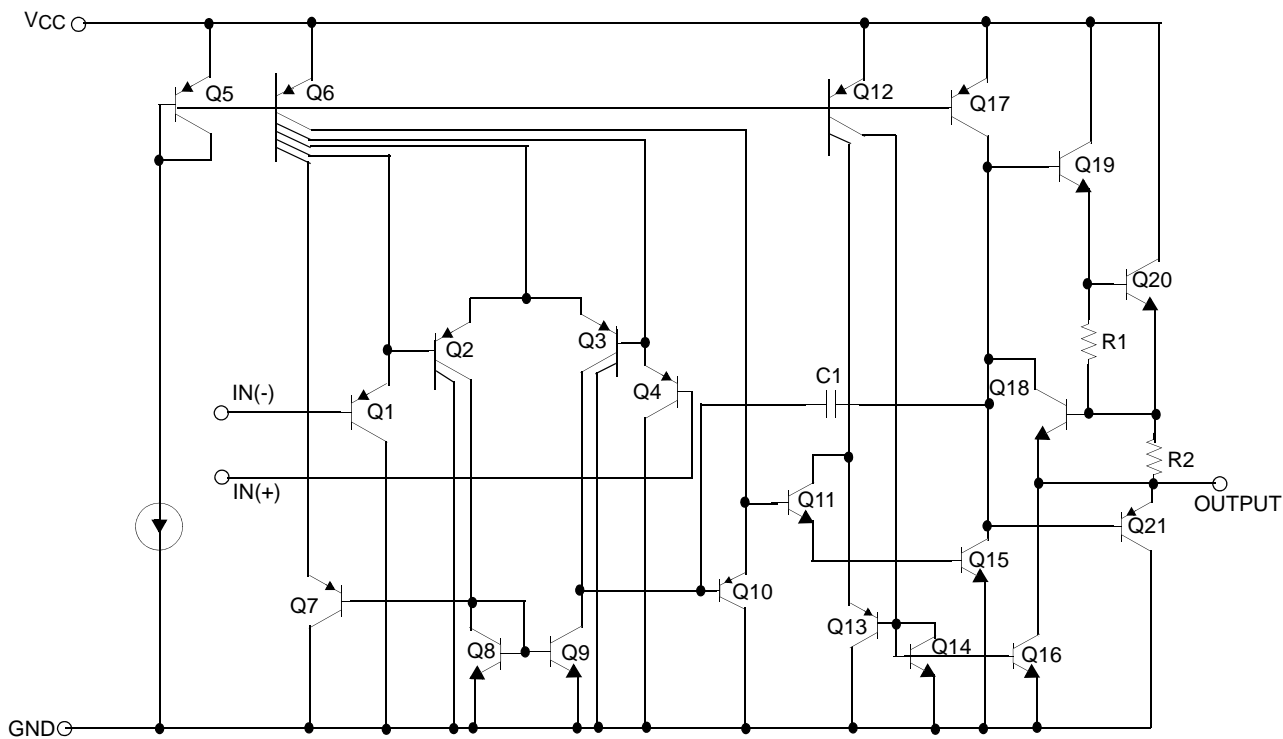 VCC
Q5
Q6
Q12
Q17
Q19
Q20
Q2
Q3
R1
C1
Q18
Q1
Q4
IN(-)
R2
IN(+)
Q11
OUTPUT
Q21
Q15
Q10
Q7
Q13
Q8
Q9
Q14
Q16
GND